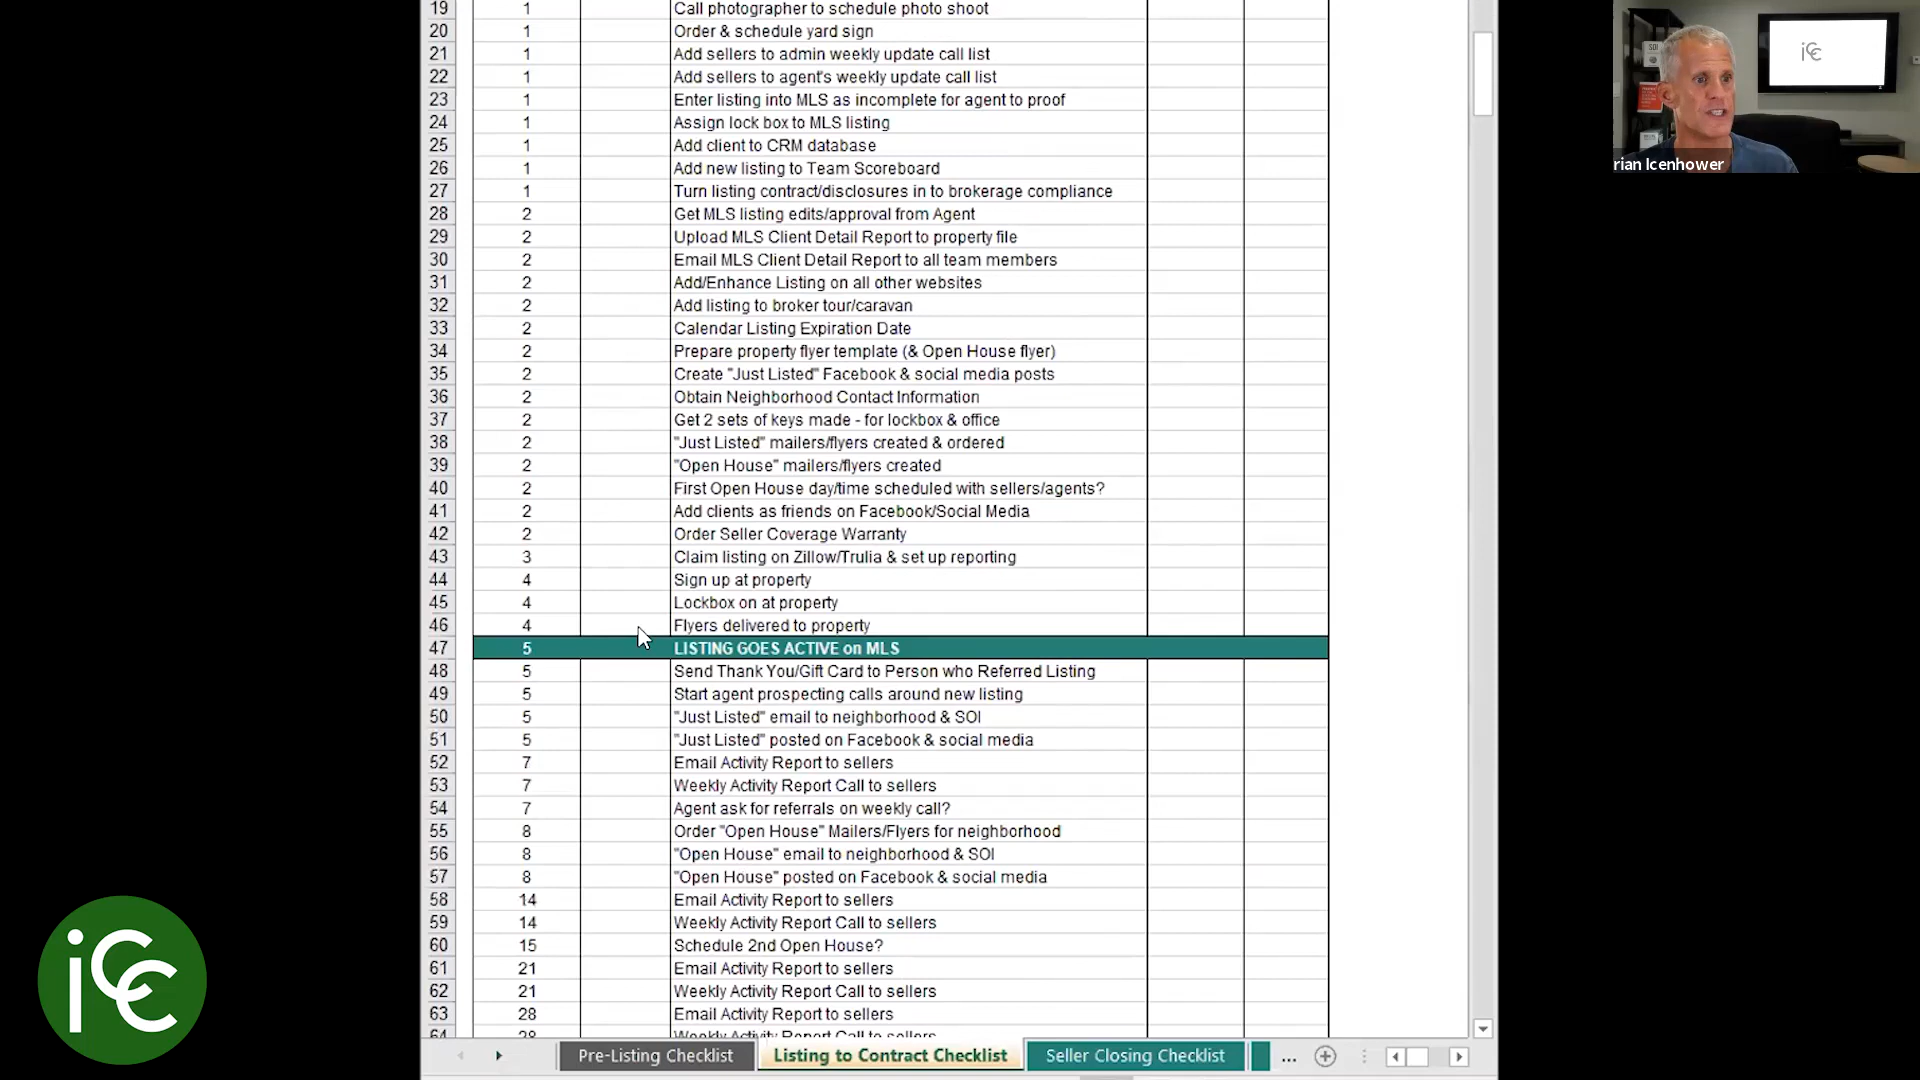 19 1 Call photographer to schedule photo shoot
20 1 Order & schedule yard sign
21 1 Add sellers to admin weekly update call list
22 1 Add sellers to agent's weekly update call list
23 1 Enter listing into MLS as incomplete for agent to proof
24 1 Assign lock box to MLS listing
25 1 Add client to CRM database
26 1 Add new listing to Team Scoreboard
27 1 Turn listing contract/disclosures in to brokerage compliance
28 2 Get MLS listing edits/approval from Agent
29 2 Upload MLS Client Detail Report to property file
30 2 Email MLS Client Detail Report to all team members
31 2 Add/Enhance Listing on all other websites
32 2 Add listing to broker tour/caravan
33 2 Calendar Listing Expiration Date
34 2 Prepare property flyer template (& Open House flyer)
35 2 Create "Just Listed" Facebook & social media posts
36 2 Obtain Neighborhood Contact Information
37 2 Get 2 sets of keys made - for lockbox & office
38 2 "Just Listed" mailers/flyers created & ordered
39 2 "Open House" mailers/flyers created
40 2 First Open House day/time scheduled with sellers/agents?
41 2 Add clients as friends on Facebook/Social Media
42 2 Order Seller Coverage Warranty
43 3 Claim listing on Zillow/Trulia & set up reporting
44 4 Sign up at property
45 4 Lockbox on at property
46 4 Flyers delivered to property
47 5 LISTING GOES ACTIVE on MLS
48 5 Send Thank You/Gift Card to Person who Referred Listing
49 5 Start agent prospecting calls around new listing
50 5 "Just Listed" email to neighborhood & SOI
51 5 "Just Listed" posted on Facebook & social media
52 7 Email Activity Report to sellers
53 7 Weekly Activity Report Call to sellers
54 7 Agent ask for referrals on weekly call?
55 8 Order "Open House" Mailers/Flyers for neighborhood
56 8 "Open House" email to neighborhood & SOI
57 8 "Open House" posted on Facebook & social media
58 14 Email Activity Report to sellers
59 14 Weekly Activity Report Call to sellers
60 15 Schedule 2nd Open House?
61 21 Email Activity Report to sellers
62 21 Weekly Activity Report Call to sellers
63 28 Email Activity Report to sellers
64 28 Weekly Activity Report Call to sellers
Pre-Listing Checklist Listing to Contract Checklist Seller Closing Checklist ...
iCC
rian Icenhower
iCC